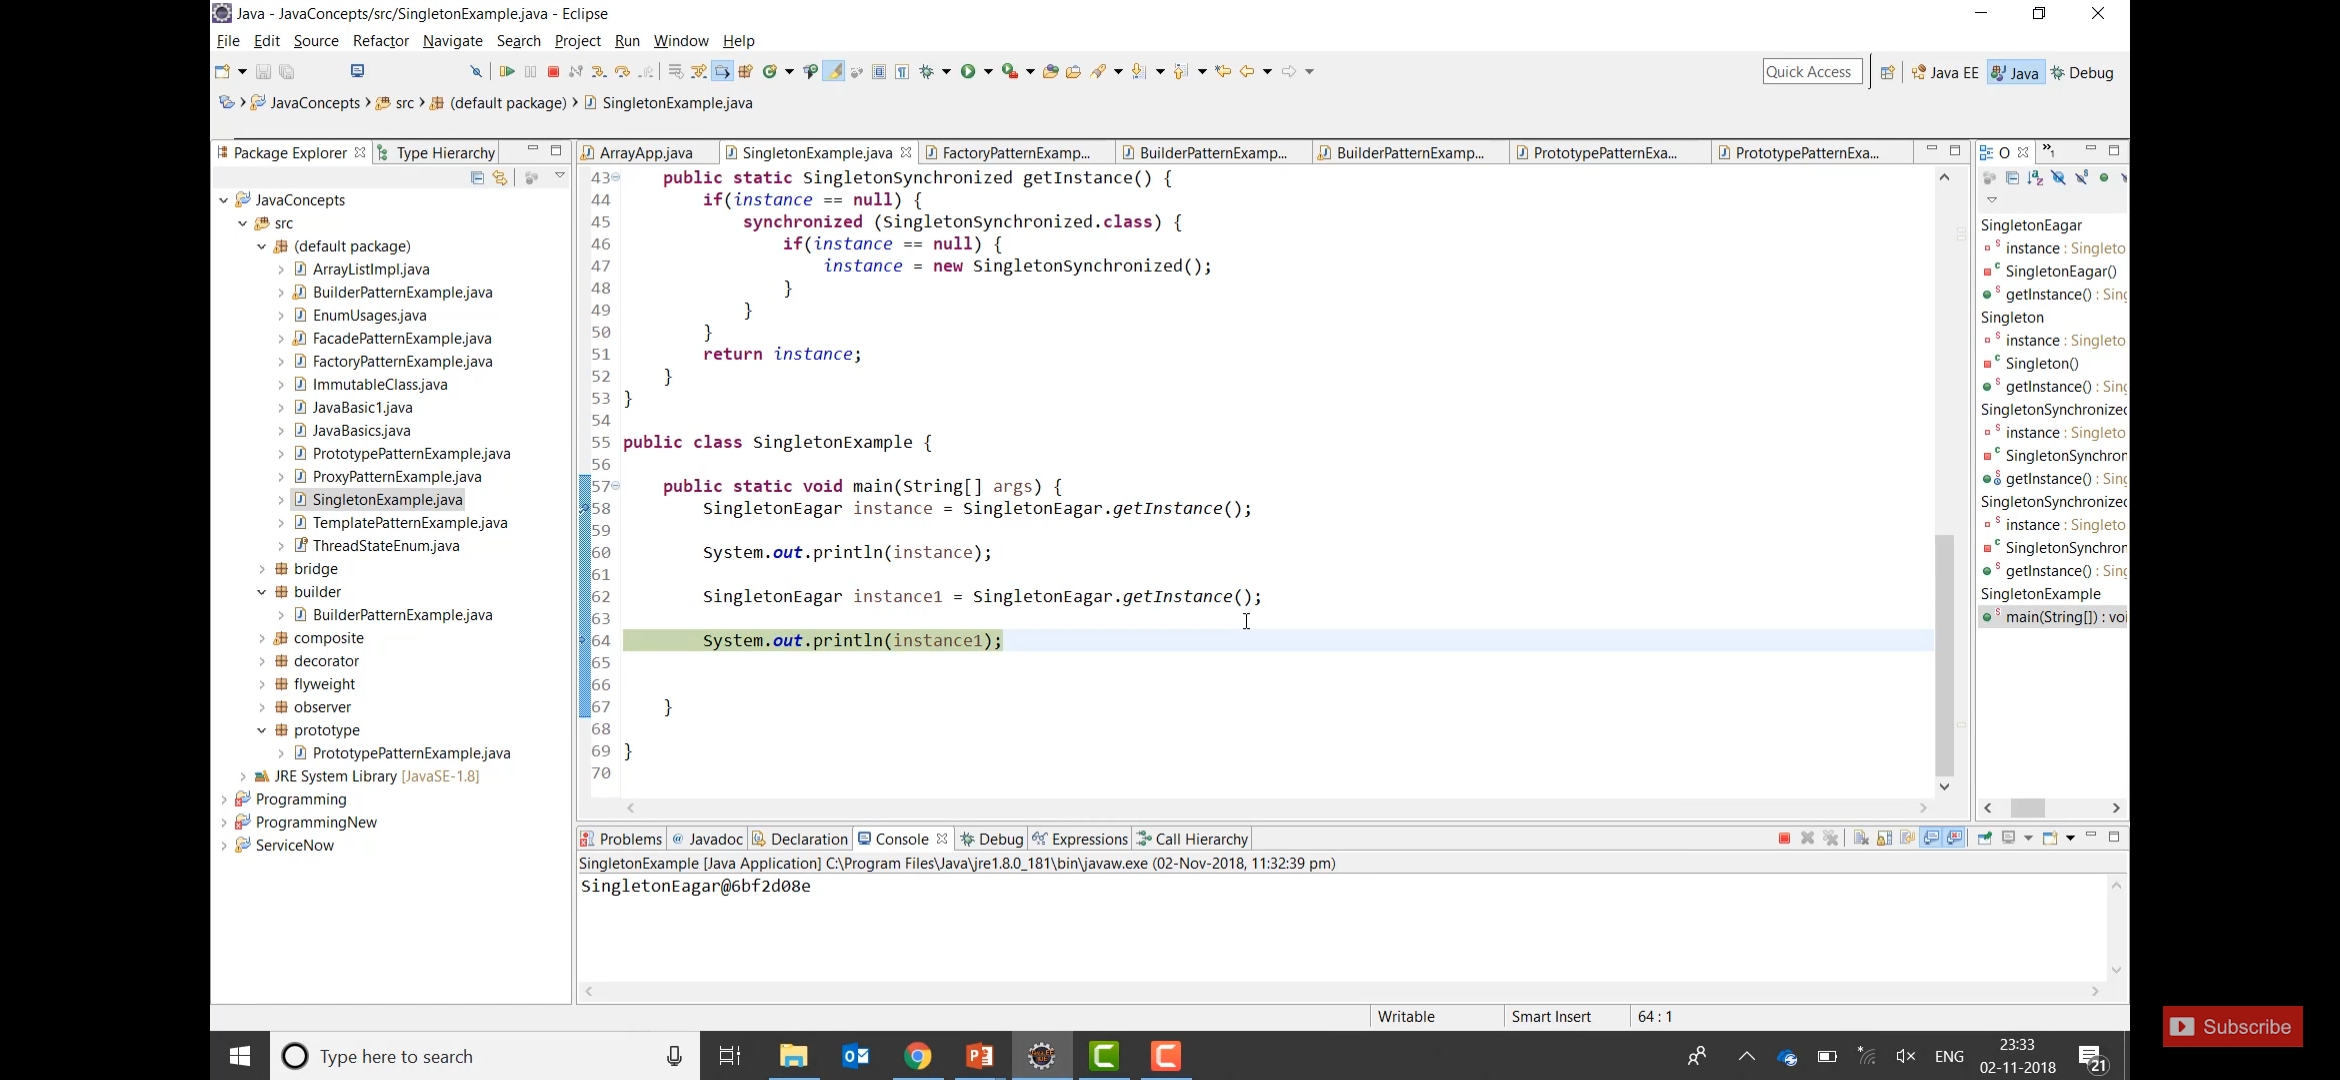 Java - JavaConcepts/src/SingletonExample.java - Eclipse
File Edit Source Refactor Navigate Search Project Run Window Help
Quick Access Java EE Java Debug
JavaConcepts src (default package) SingletonExample.java
Package Explorer Type Hierarchy
ArrayApp.java SingletonExample.java FactoryPatternExamp... BuilderPatternExamp... BuilderPatternExamp... PrototypePatternExa... PrototypePatternExa... O
JavaConcepts
src
(default package)
ArrayListImpl.java
BuilderPatternExample.java
EnumUsages.java
FacadePatternExample.java
FactoryPatternExample.java
ImmutableClass.java
JavaBasic1.java
JavaBasics.java
PrototypePatternExample.java
ProxyPatternExample.java
SingletonExample.java
TemplatePatternExample.java
ThreadStateEnum.java
bridge
builder
BuilderPatternExample.java
composite
decorator
flyweight
observer
prototype
PrototypePatternExample.java
JRE System Library [JavaSE-1.8]
Programming
ProgrammingNew
ServiceNow
43 public static SingletonSynchronized getInstance() {
44 if(instance == null) {
45 synchronized (SingletonSynchronized.class) {
46 if(instance == null) {
47 instance = new SingletonSynchronized();
48 }
49 }
50 }
51 return instance;
52 }
53 }
54
55 public class SingletonExample {
56
57 public static void main(String[] args) {
58 SingletonEagar instance = SingletonEagar.getInstance();
59
60 System.out.println(instance);
61
62 SingletonEagar instance1 = SingletonEagar.getInstance();
63
64 System.out.println(instance1);
65
66
67 }
68
69 }
70
SingletonEagar
instance : Singleto
SingletonEagar()
getInstance() : Sing
Singleton
instance : Singleto
Singleton()
getInstance() : Sing
SingletonSynchronized
instance : Singleto
SingletonSynchron
getInstance() : Sing
SingletonSynchronized
instance : Singleto
SingletonSynchron
getInstance() : Sing
SingletonExample
main(String[]) : voi
Problems Javadoc Declaration Console Debug Expressions Call Hierarchy
SingletonExample [Java Application] C:\Program Files\Java\jre1.8.0_181\bin\javaw.exe (02-Nov-2018, 11:32:39 pm)
SingletonEagar@6bf2d08e
Writable Smart Insert 64 : 1
Subscribe
Type here to search
ENG 23:33
02-11-2018 21